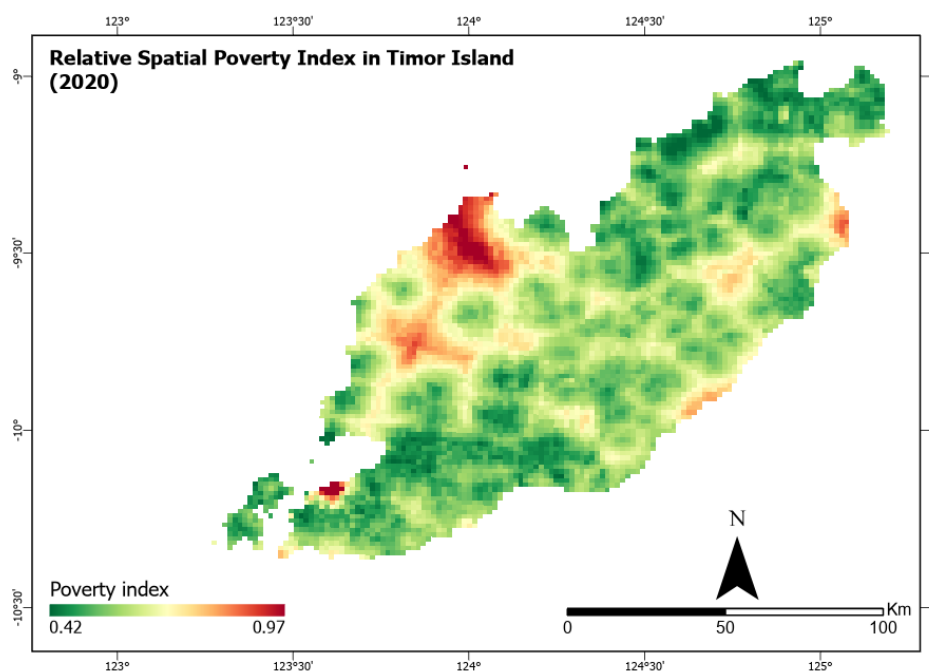 123° 123°30' 124° 124°30' 125°
Relative Spatial Poverty Index in Timor Island
(2020)
-9°
-9°30'
-10°
-10°30'
N
Poverty index
0.42 0.97
Km
0 50 100
123° 123°30' 124° 124°30' 125°